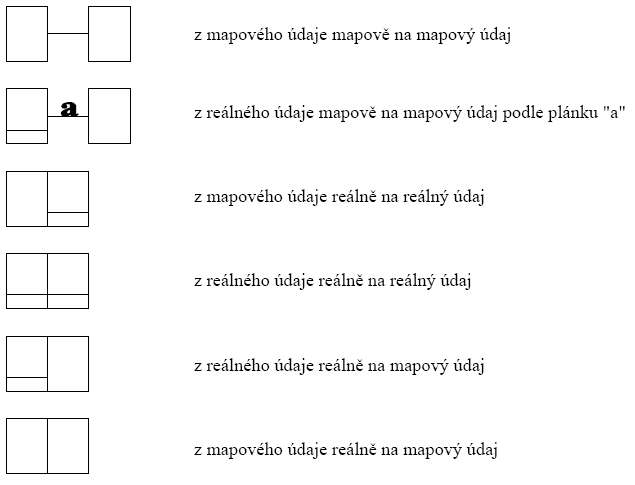 z mapového údaje mapově na mapový údaj
a
z reálného údaje mapově na mapový údaj podle plánku "a"
z mapového údaje reálně na reálný údaj
z reálného údaje reálně na reálný údaj
z reálného údaje reálně na mapový údaj
z mapového údaje reálně na mapový údaj